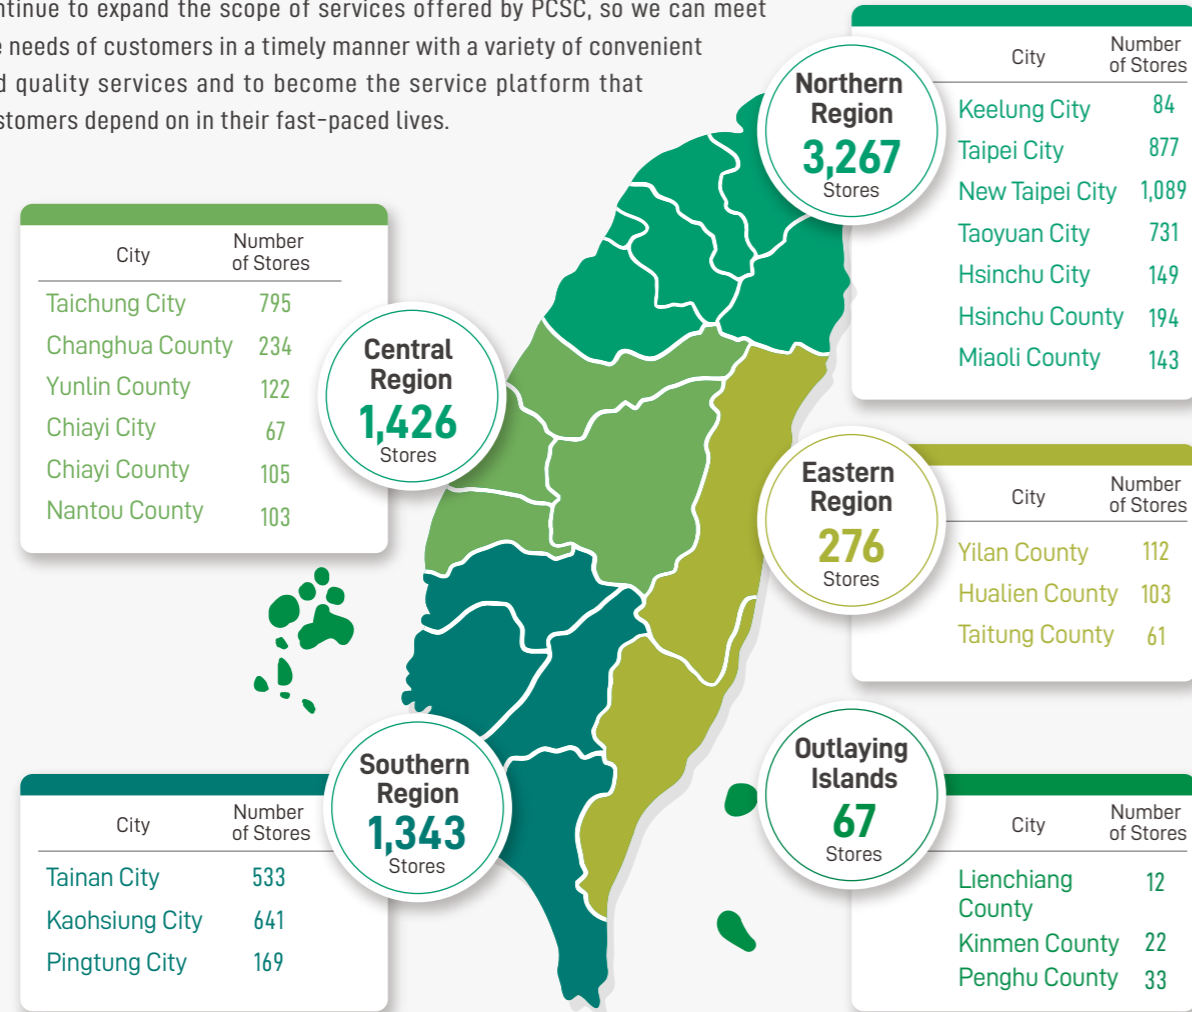 ntinue to expand the scope of services offered by PCSC, so we can meet
needs of customers in a timely manner with a variety of convenient
quality services and to become the service platform that
stomers depend on in their fast-paced lives.
Northern
Region
3,267
Stores
City Number
of Stores
Keelung City 84
Taipei City 877
New Taipei City 1,089
Taoyuan City 731
Hsinchu City 149
Hsinchu County 194
Miaoli County 143
City Number
of Stores
Taichung City 795
Changhua County 234
Yunlin County 122
Chiayi City 67
Chiayi County 105
Nantou County 103
Central
Region
1,426
Stores
Eastern
Region
276
Stores
City Number
of Stores
Yilan County 112
Hualien County 103
Taitung County 61
Southern
Region
1,343
Stores
City Number
of Stores
Tainan City 533
Kaohsiung City 641
Pingtung City 169
Outlaying
Islands
67
Stores
City Number
of Stores
Lienchiang 12
County
Kinmen County 22
Penghu County 33